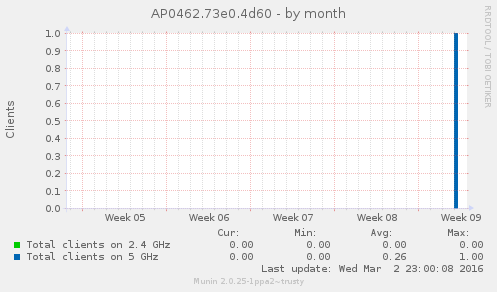 AP0462.73e0.4d60 - by month
RRDTOOL / TOBI OETIKER
Clients
1.0
0.9
0.8
0.7
0.6
0.5
0.4
0.3
0.2
0.1
0.0
Week 05 Week 06 Week 07 Week 08 Week 09
Cur: Min: Avg: Max:
Total clients on 2.4 GHz 0.00 0.00 0.00 0.00
Total clients on 5 GHz 0.00 0.00 0.26 1.00
Last update: Wed Mar 2 23:00:08 2016
Munin 2.0.25-1ppa2~trusty